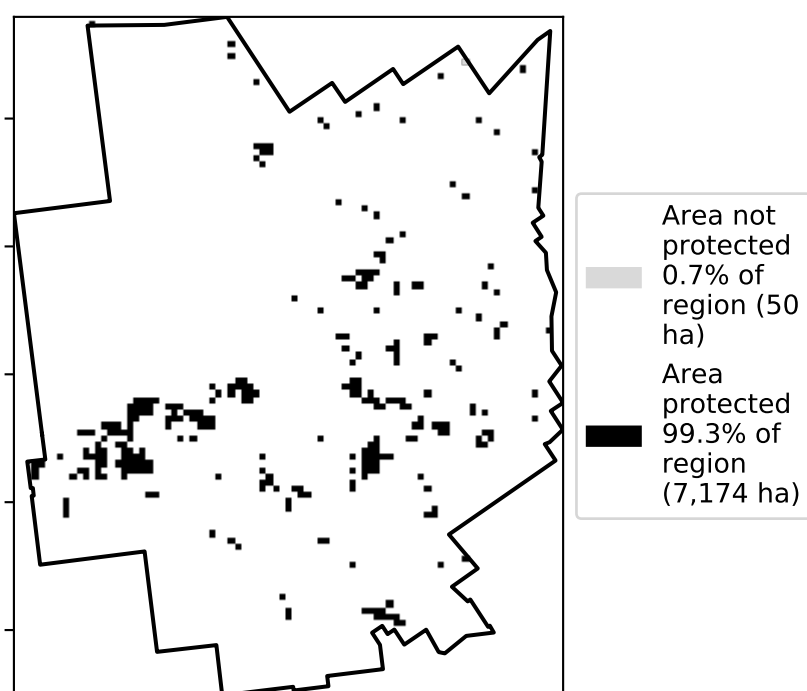 Area not
protected
0.7% of
region (50
ha)
Area
protected
99.3% of
region
(7,174 ha)